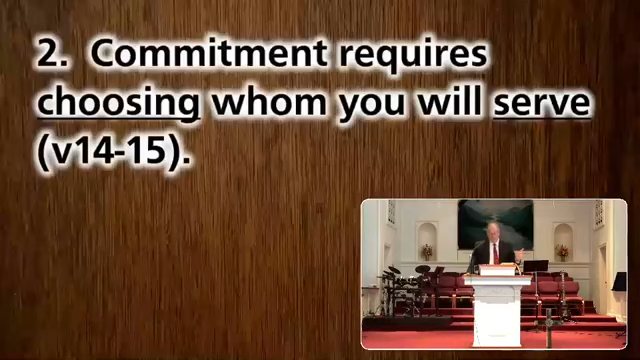 2. Commitment requires
choosing whom you will serve
(v14-15).